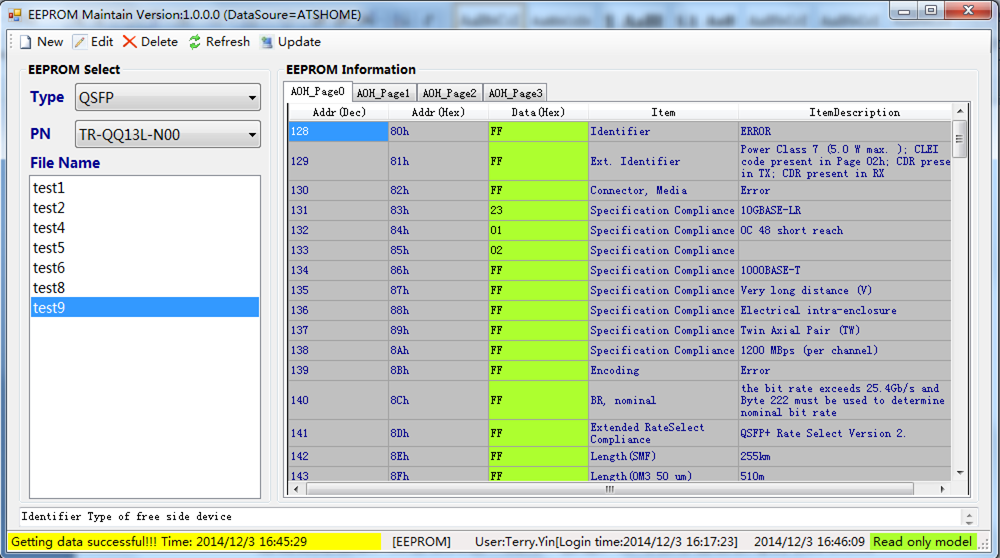 EEPROM Maintain Version:1.0.0.0 (DataSoure=ATSHOME)
New Edit Delete Refresh Update
EEPROM Select
Type QSFP
PN TR-QQ13L-N00
File Name
test1
test2
test4
test5
test6
test8
test9
EEPROM Information
A0H_Page0 A0H_Page1 A0H_Page2 A0H_Page3
Addr(Dec) Addr(Hex) Data(Hex) Item ItemDescription
128 80h FF Identifier ERROR
129 81h FF Ext. Identifier Power Class 7 (5.0 W max. ); CLEI
code present in Page 02h; CDR prese
in TX; CDR present in RX
130 82h FF Connector, Media Error
131 83h 23 Specification Compliance 10GBASE-LR
132 84h 01 Specification Compliance OC 48 short reach
133 85h 02 Specification Compliance
134 86h FF Specification Compliance 1000BASE-T
135 87h FF Specification Compliance Very long distance (V)
136 88h FF Specification Compliance Electrical intra-enclosure
137 89h FF Specification Compliance Twin Axial Pair (TW)
138 8Ah FF Specification Compliance 1200 MBps (per channel)
139 8Bh FF Encoding Error
140 8Ch FF BR, nominal the bit rate exceeds 25.4Gb/s and
Byte 222 must be used to determine
nominal bit rate
141 8Dh FF Extended RateSelect
Compliance QSFP+ Rate Select Version 2.
142 8Eh FF Length(SMF) 255km
143 8Fh FF Length(OM3 50 um) 510m
Identifier Type of free side device
Getting data successful!!! Time: 2014/12/3 16:45:29 [EEPROM] User:Terry.Yin[Login time:2014/12/3 16:17:23] 2014/12/3 16:46:09 Read only model